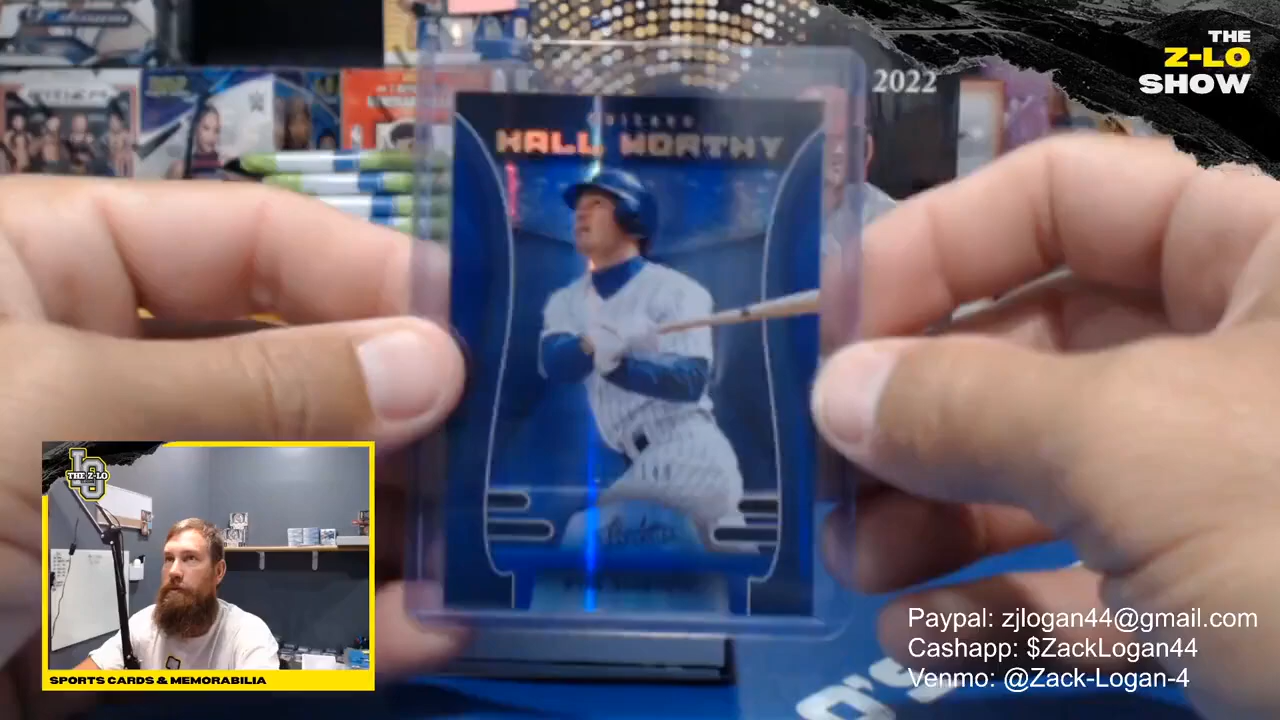 2022
THE
Z-LO
SHOW
CHICAGO
HALL WORTHY
THE Z-LO
SPORTS CARDS & MEMORABILIA
Paypal: zjlogan44@gmail.com
Cashapp: $ZackLogan44
Venmo: @Zack-Logan-4